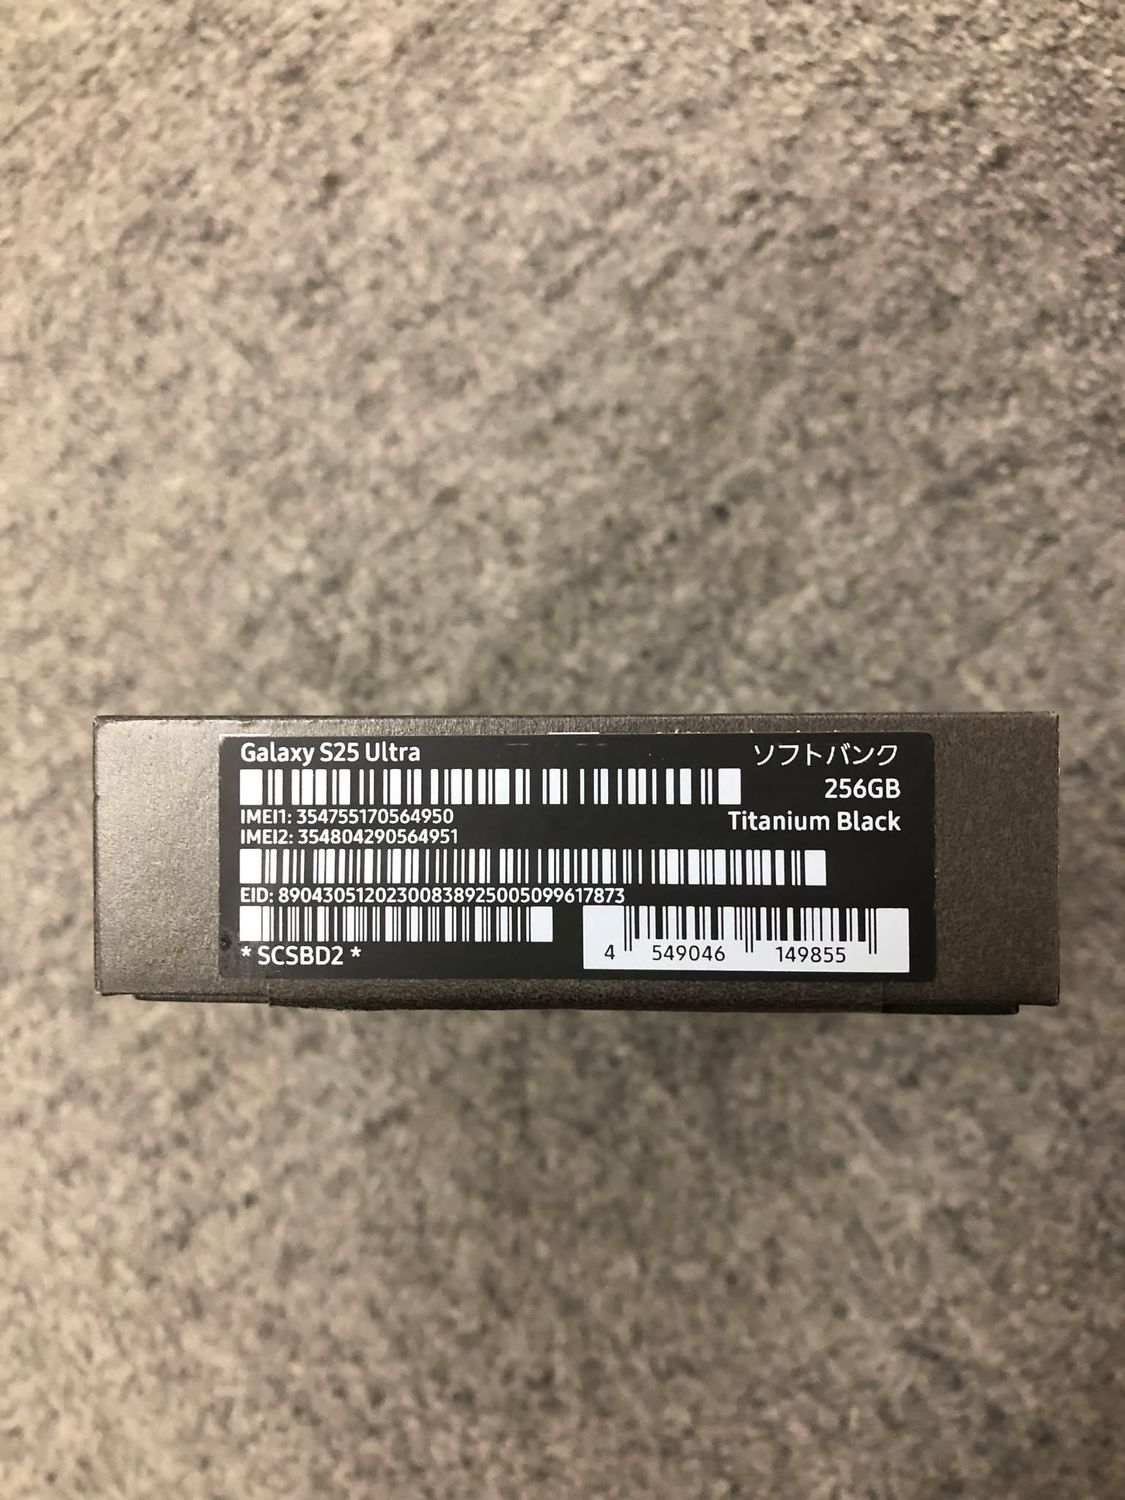 Galaxy S25 Ultra
ソフトバンク
256GB
Titanium Black
IMEI1: 354755170564950
IMEI2: 354804290564951
EID: 89043051202300838925005099617873
* SCSBD2 *
4 549046 149855